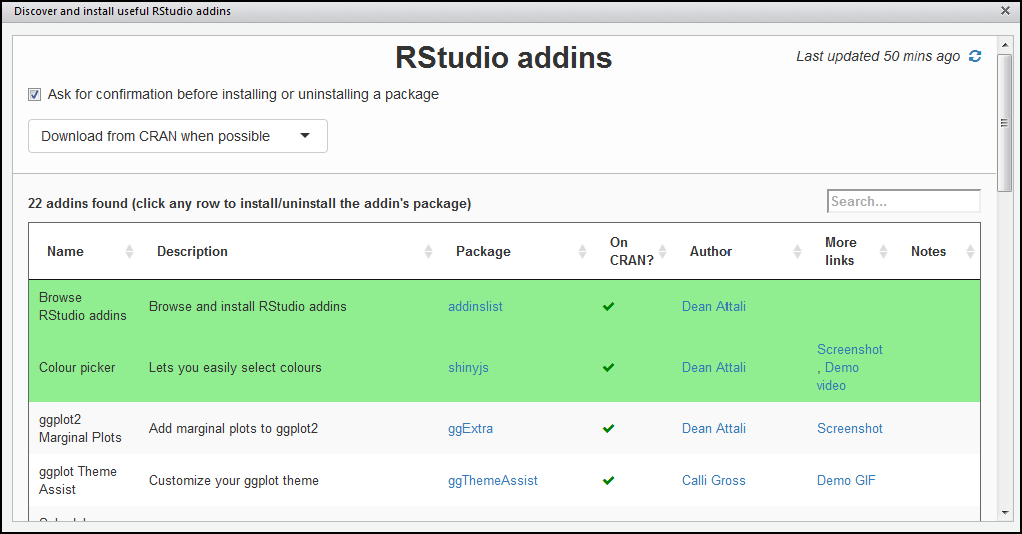 Discover and install useful RStudio addins
RStudio addins
Last updated 50 mins ago
Ask for confirmation before installing or uninstalling a package
Download from CRAN when possible
22 addins found (click any row to install/uninstall the addin's package)
Search...
Name Description Package On CRAN? Author More links Notes
Browse RStudio addins Browse and install RStudio addins addinslist Dean Attali
Colour picker Lets you easily select colours shinyjs Dean Attali Screenshot , Demo video
ggplot2 Marginal Plots Add marginal plots to ggplot2 ggExtra Dean Attali Screenshot
ggplot Theme Assist Customize your ggplot theme ggThemeAssist Calli Gross Demo GIF